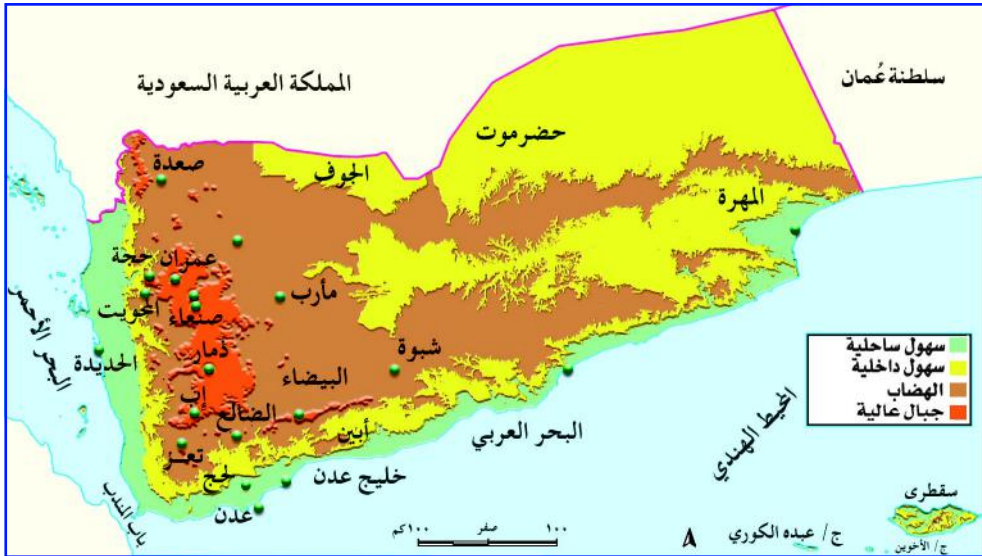 المملكة العربية السعودية
سلطنة عُمان
حضرموت
صعدة
الجوف
المهرة
عمران حجة
مأرب
المحويت
صنعاء
البحر الأحمر
الحديدة
ذمار
شبوة
البيضاء
إب
الضالع
أبين
تعز
لحج
عدن
خليج عدن
البحر العربي
المحيط الهندي
باب المندب
سهول ساحلية
سهول داخلية
الهضاب
جبال عالية
سقطرى
ج/ عبده الكوري
ج/ الأخوين
١٠٠كم صفر ١٠٠